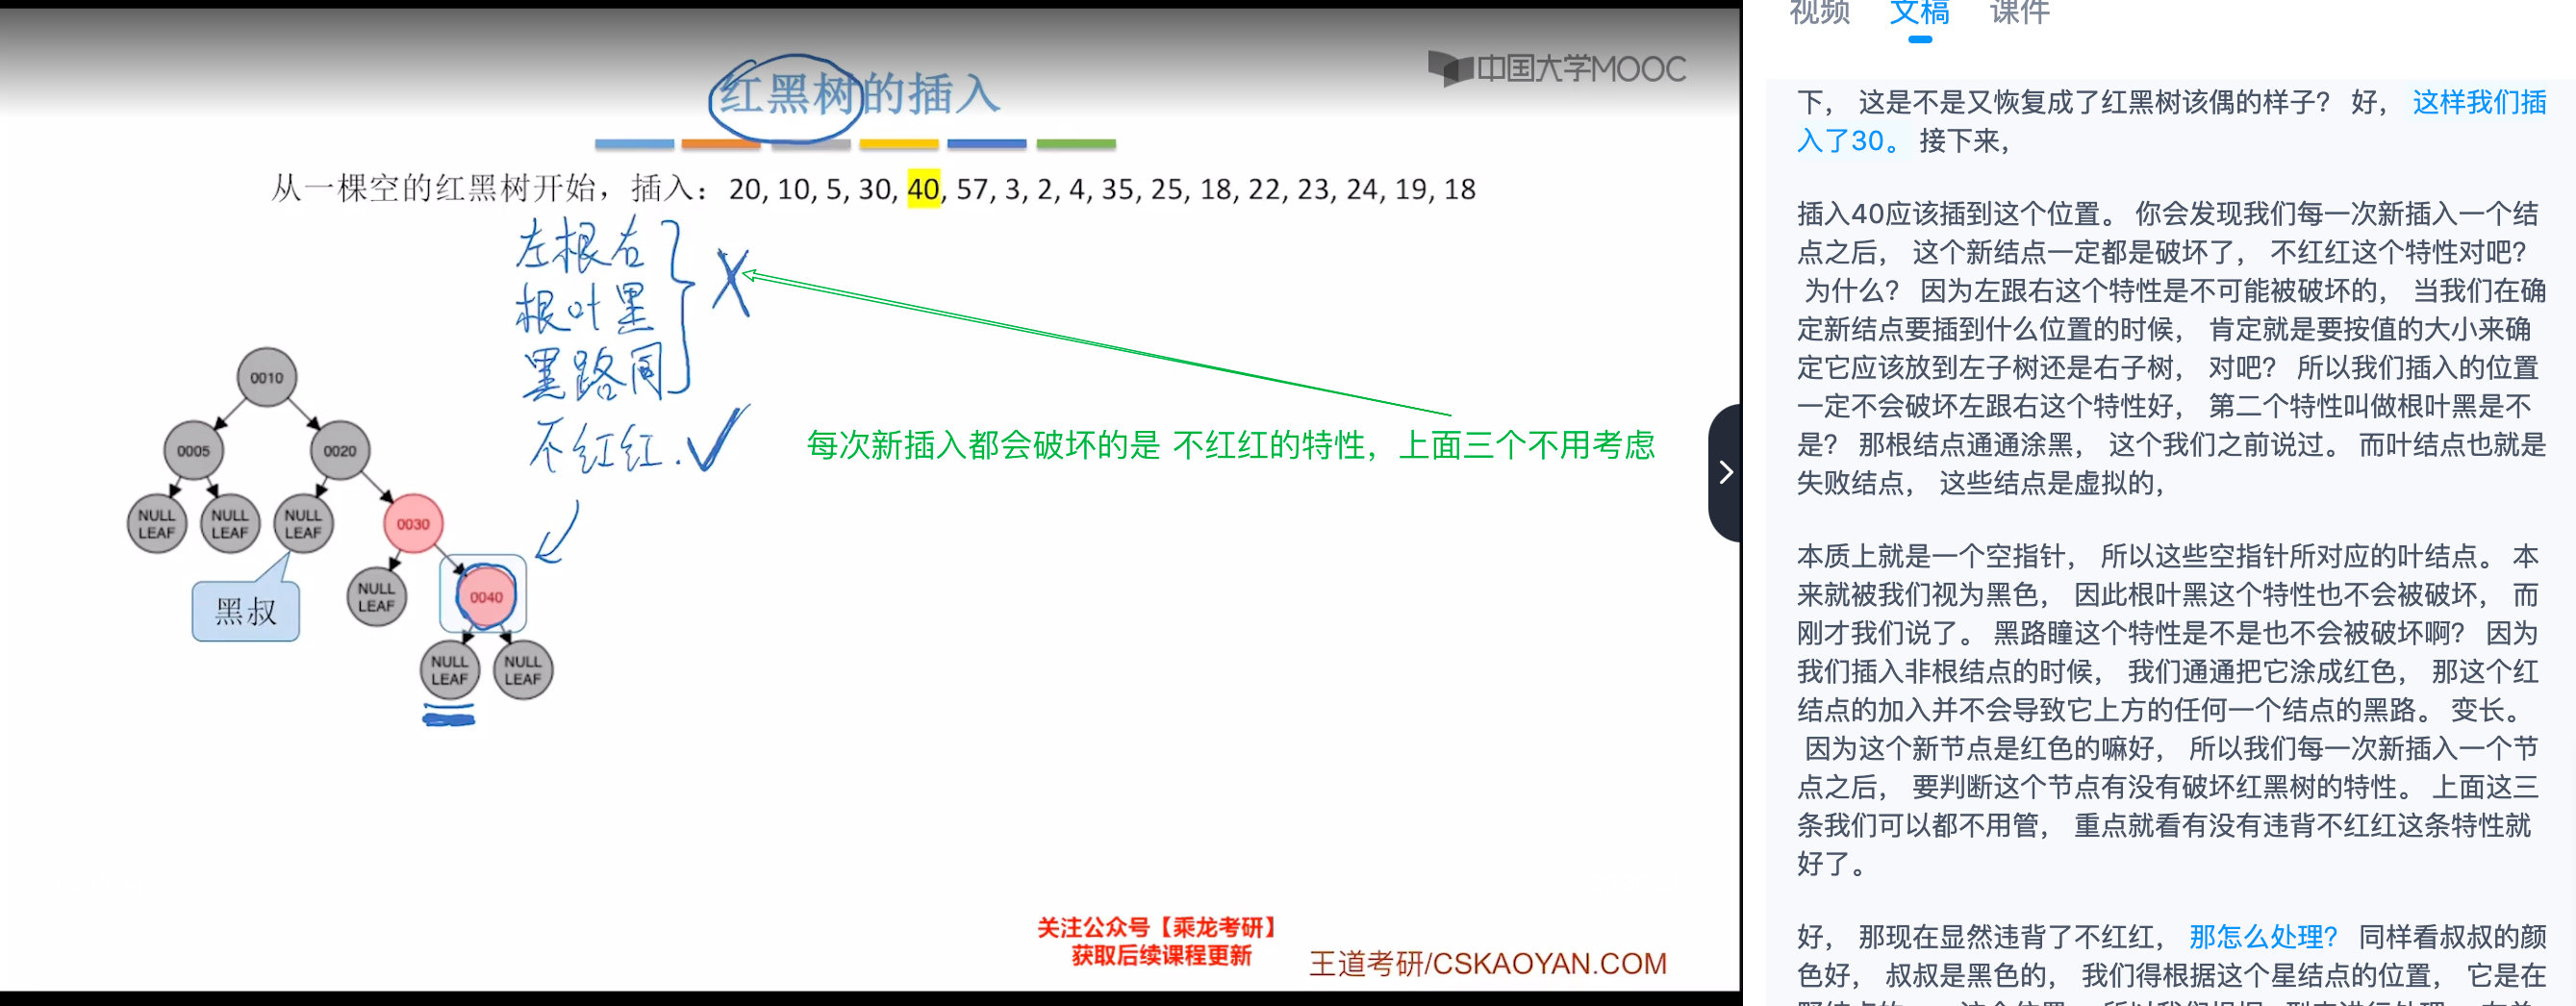 红黑树的插入
中国大学MOOC
从一棵空的红黑树开始，插入：20, 10, 5, 30, 40, 57, 3, 2, 4, 35, 25, 18, 22, 23, 24, 19, 18
左根右
根叶黑
黑路同
不红红.
每次新插入都会破坏的是 不红红的特性，上面三个不用考虑
0010
0005
0020
NULL LEAF
NULL LEAF
NULL LEAF
0030
黑叔
NULL LEAF
0040
NULL LEAF
NULL LEAF
关注公众号【乘龙考研】
获取后续课程更新
王道考研/CSKAOYAN.COM
视频 文稿 课件
下， 这是不是又恢复成了红黑树该偶的样子？ 好， 这样我们插
入了30。 接下来，
插入40应该插到这个位置。 你会发现我们每一次新插入一个结
点之后， 这个新结点一定都是破坏了， 不红红这个特性对吧？
为什么？ 因为左跟右这个特性是不可能被破坏的， 当我们在确
定新结点要插到什么位置的时候， 肯定就是要按值的大小来确
定它应该放到左子树还是右子树， 对吧？ 所以我们插入的位置
一定不会破坏左跟右这个特性好， 第二个特性叫做根叶黑是不
是？ 那根结点通通涂黑， 这个我们之前说过。 而叶结点也就是
失败结点， 这些结点是虚拟的，
本质上就是一个空指针， 所以这些空指针所对应的叶结点。 本
来就被我们视为黑色， 因此根叶黑这个特性也不会被破坏， 而
刚才我们说了。 黑路瞳这个特性是不是也不会被破坏啊？ 因为
我们插入非根结点的时候， 我们通通把它涂成红色， 那这个红
结点的加入并不会导致它上方的任何一个结点的黑路。 变长。
因为这个新节点是红色的嘛好， 所以我们每一次新插入一个节
点之后， 要判断这个节点有没有破坏红黑树的特性。 上面这三
条我们可以都不用管， 重点就看有没有违背不红红这条特性就
好了。
好， 那现在显然违背了不红红， 那怎么处理？ 同样看叔叔的颜
色好， 叔叔是黑色的， 我们得根据这个星结点的位置， 它是在